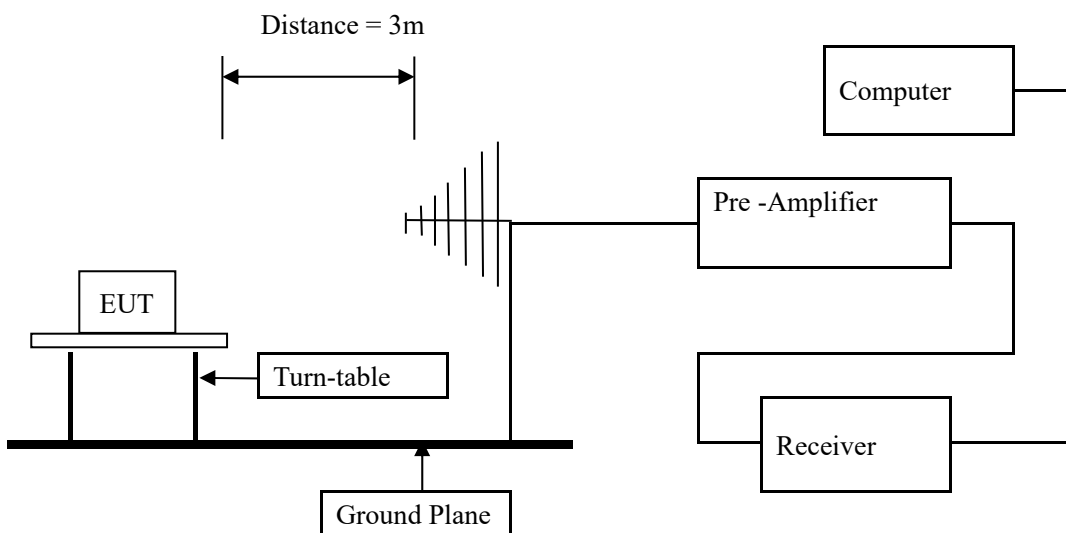 Distance = 3m
Computer
Pre -Amplifier
EUT
Turn-table
Receiver
Ground Plane